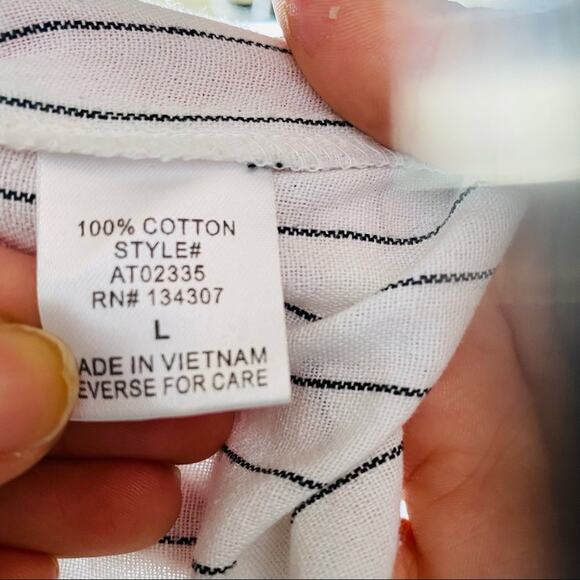 100% COTTON
STYLE#
AT02335
RN# 134307
L
ADE IN VIETNAM
EVERSE FOR CARE